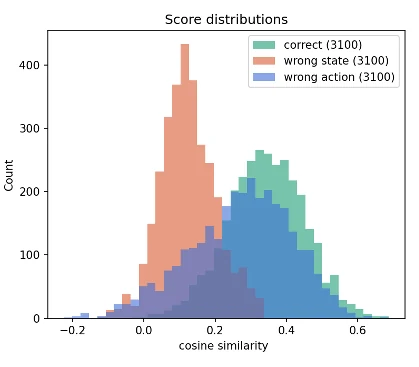 Score distributions
correct (3100)
wrong state (3100)
wrong action (3100)
Count
400
300
200
100
0
−0.2
0.0
0.2
0.4
0.6
cosine similarity